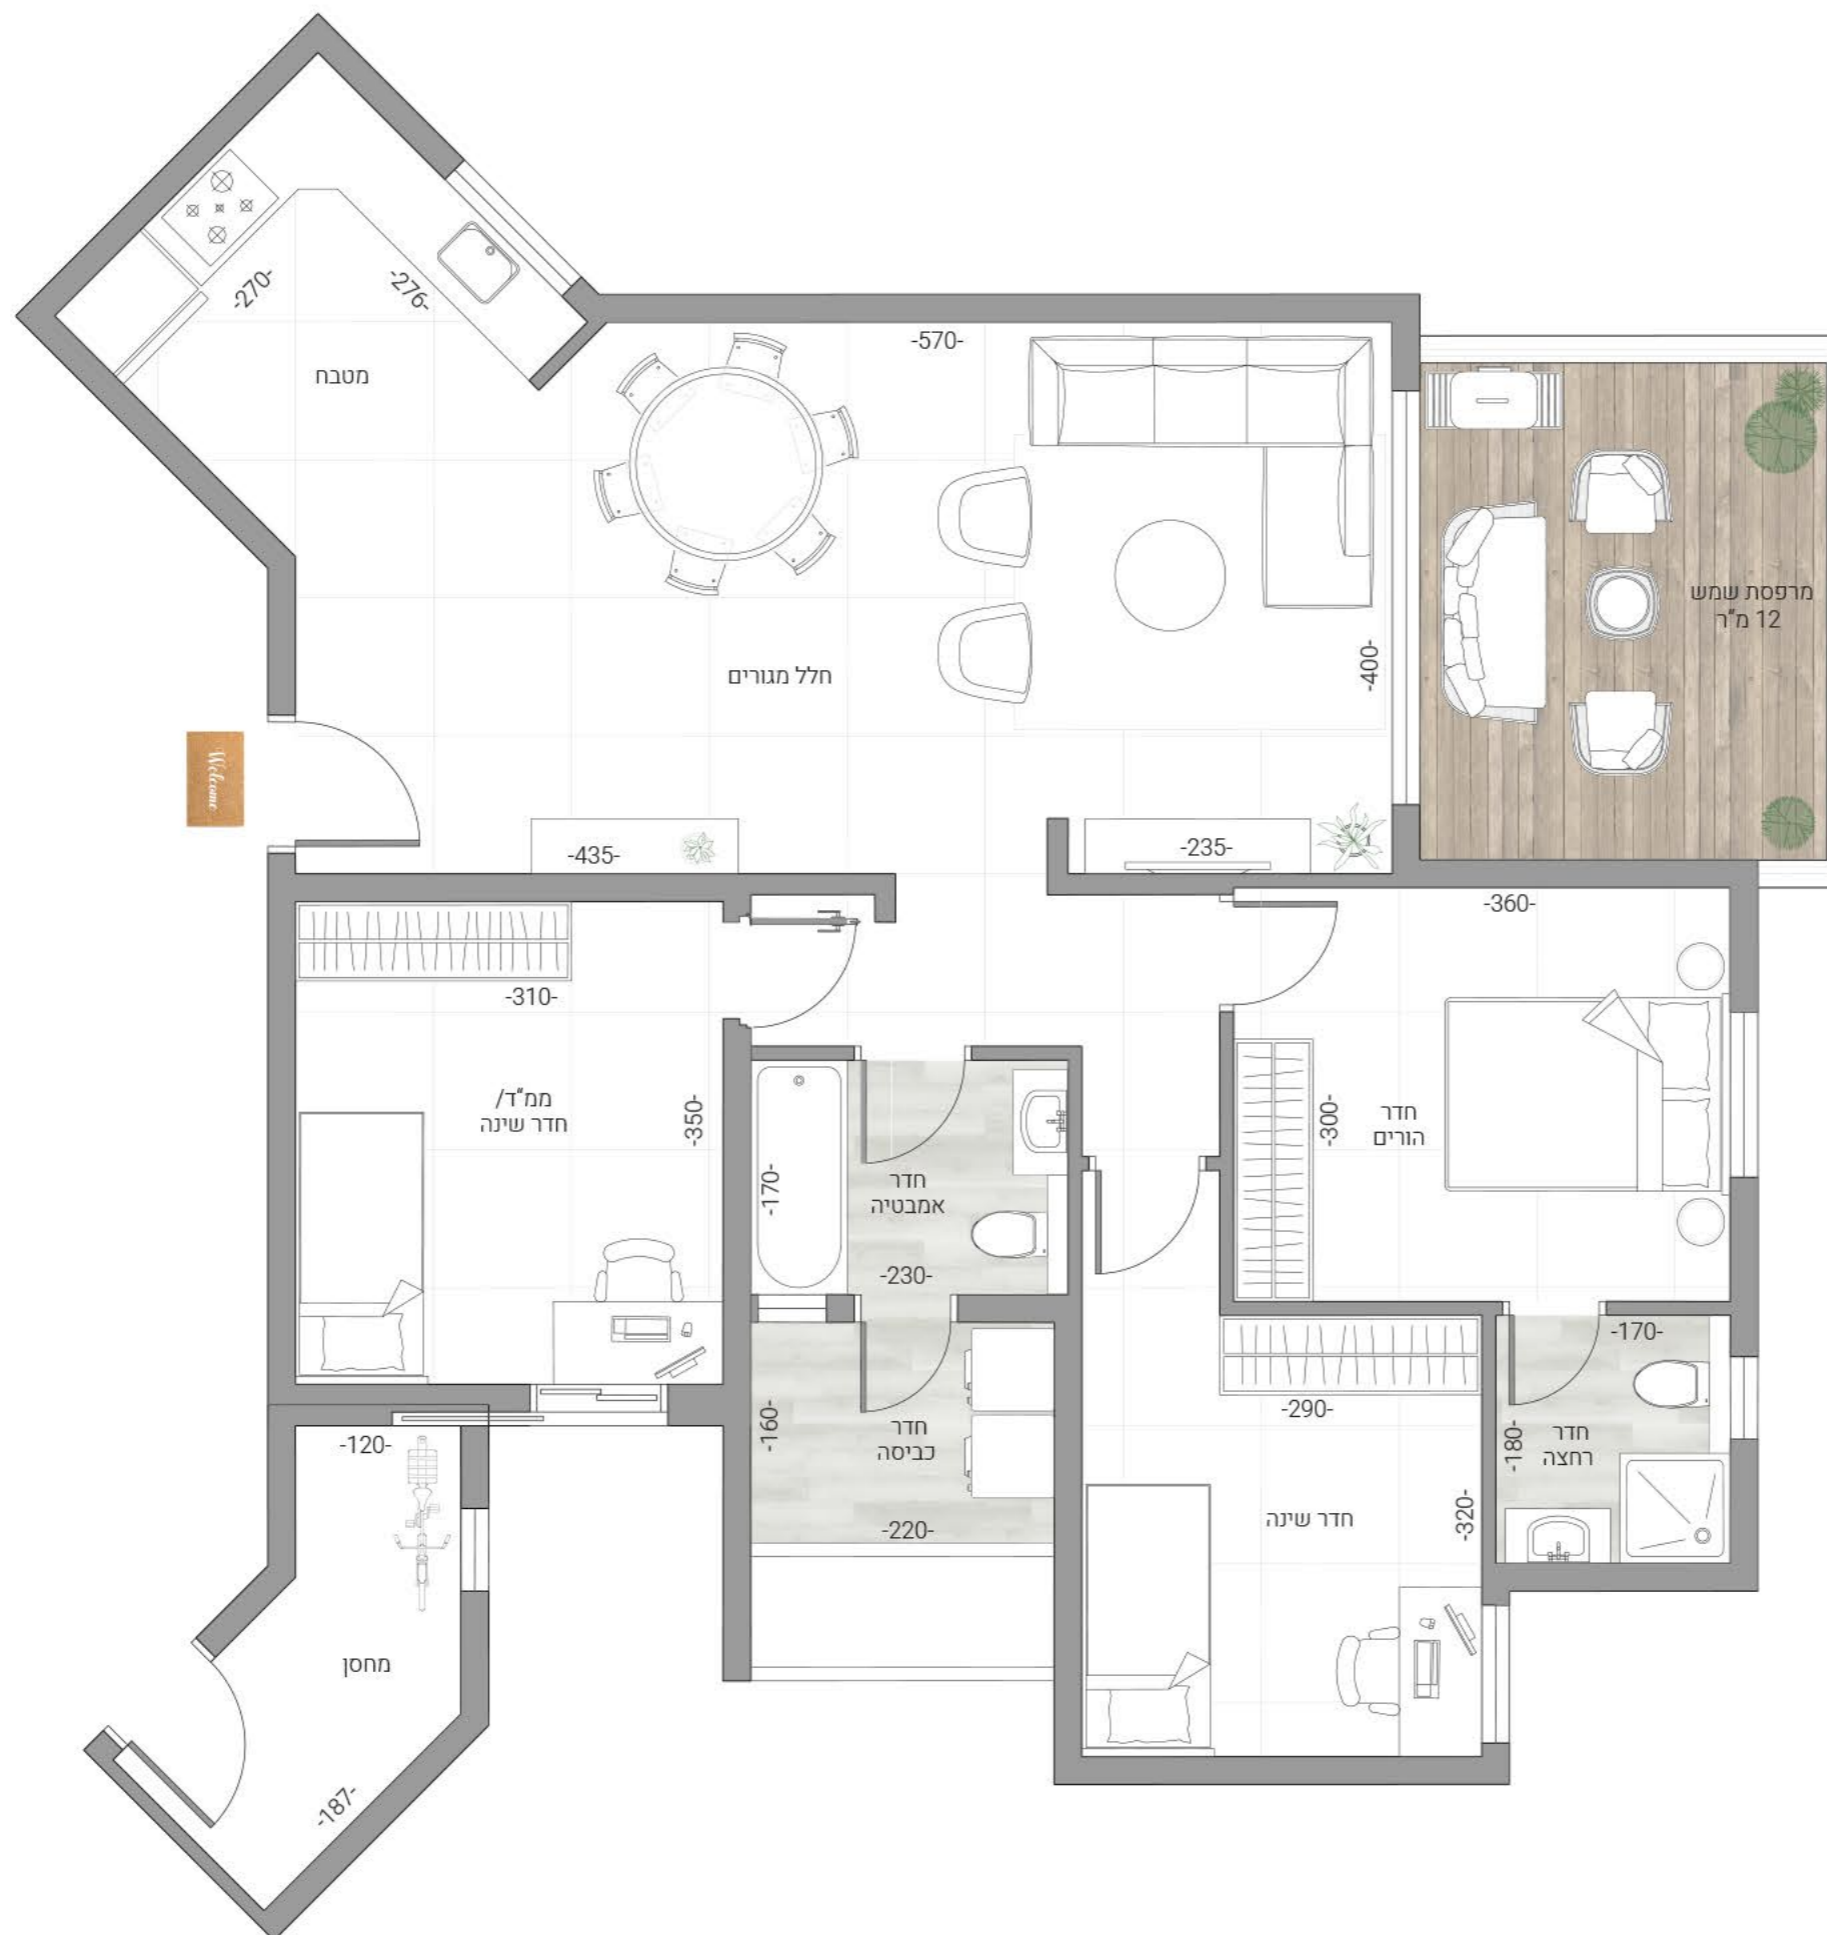 -270-
-276-
מטבח
-570-
מרפסת שמש
12 מ"ר
חלל מגורים
-400-
Welcome
-435-
-235-
-360-
-310-
ממ"ד/
חדר שינה
-350-
-170-
חדר
אמבטיה
-230-
-300-
חדר
הורים
-170-
-120-
-160-
חדר
כביסה
-220-
-290-
-180-
חדר
רחצה
חדר שינה
-320-
מחסן
-187-